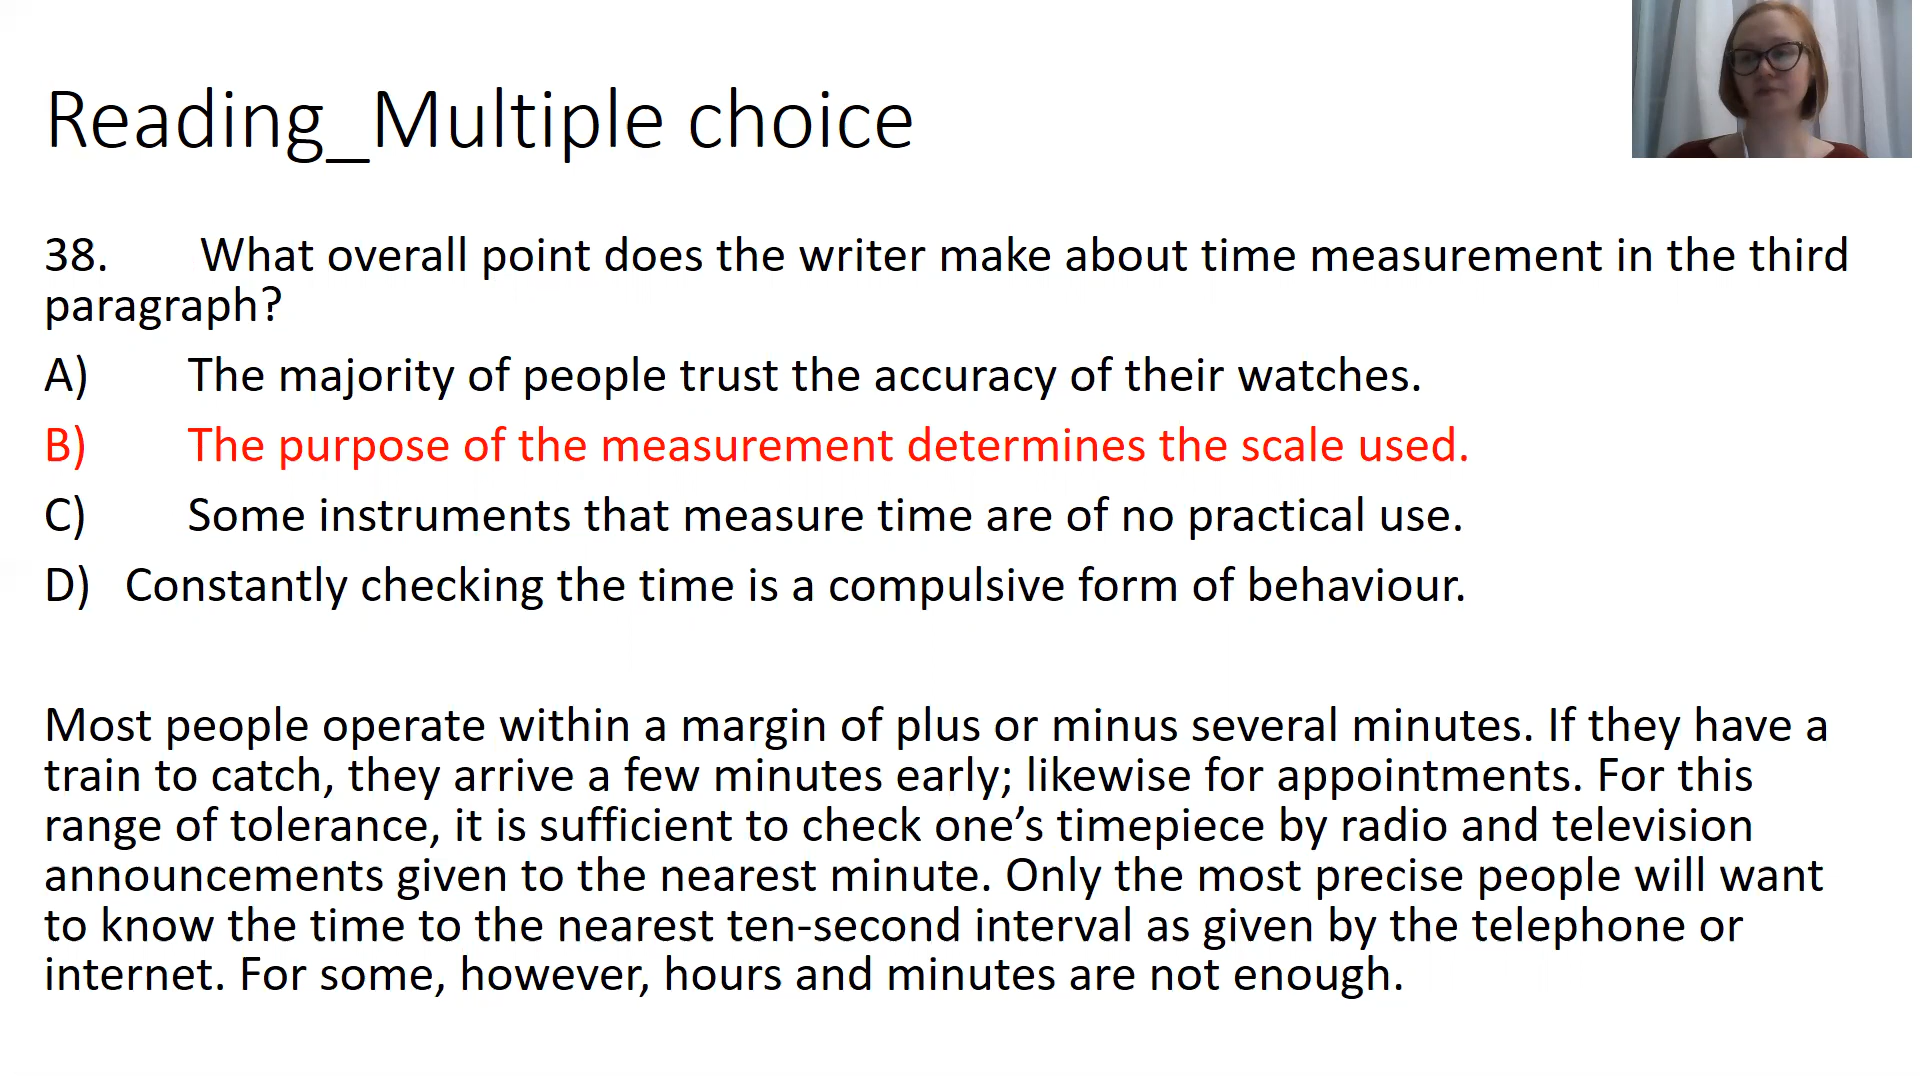 Reading_Multiple choice
38. What overall point does the writer make about time measurement in the third
paragraph?
A) The majority of people trust the accuracy of their watches.
B) The purpose of the measurement determines the scale used.
C) Some instruments that measure time are of no practical use.
D) Constantly checking the time is a compulsive form of behaviour.
Most people operate within a margin of plus or minus several minutes. If they have a
train to catch, they arrive a few minutes early; likewise for appointments. For this
range of tolerance, it is sufficient to check one’s timepiece by radio and television
announcements given to the nearest minute. Only the most precise people will want
to know the time to the nearest ten-second interval as given by the telephone or
internet. For some, however, hours and minutes are not enough.